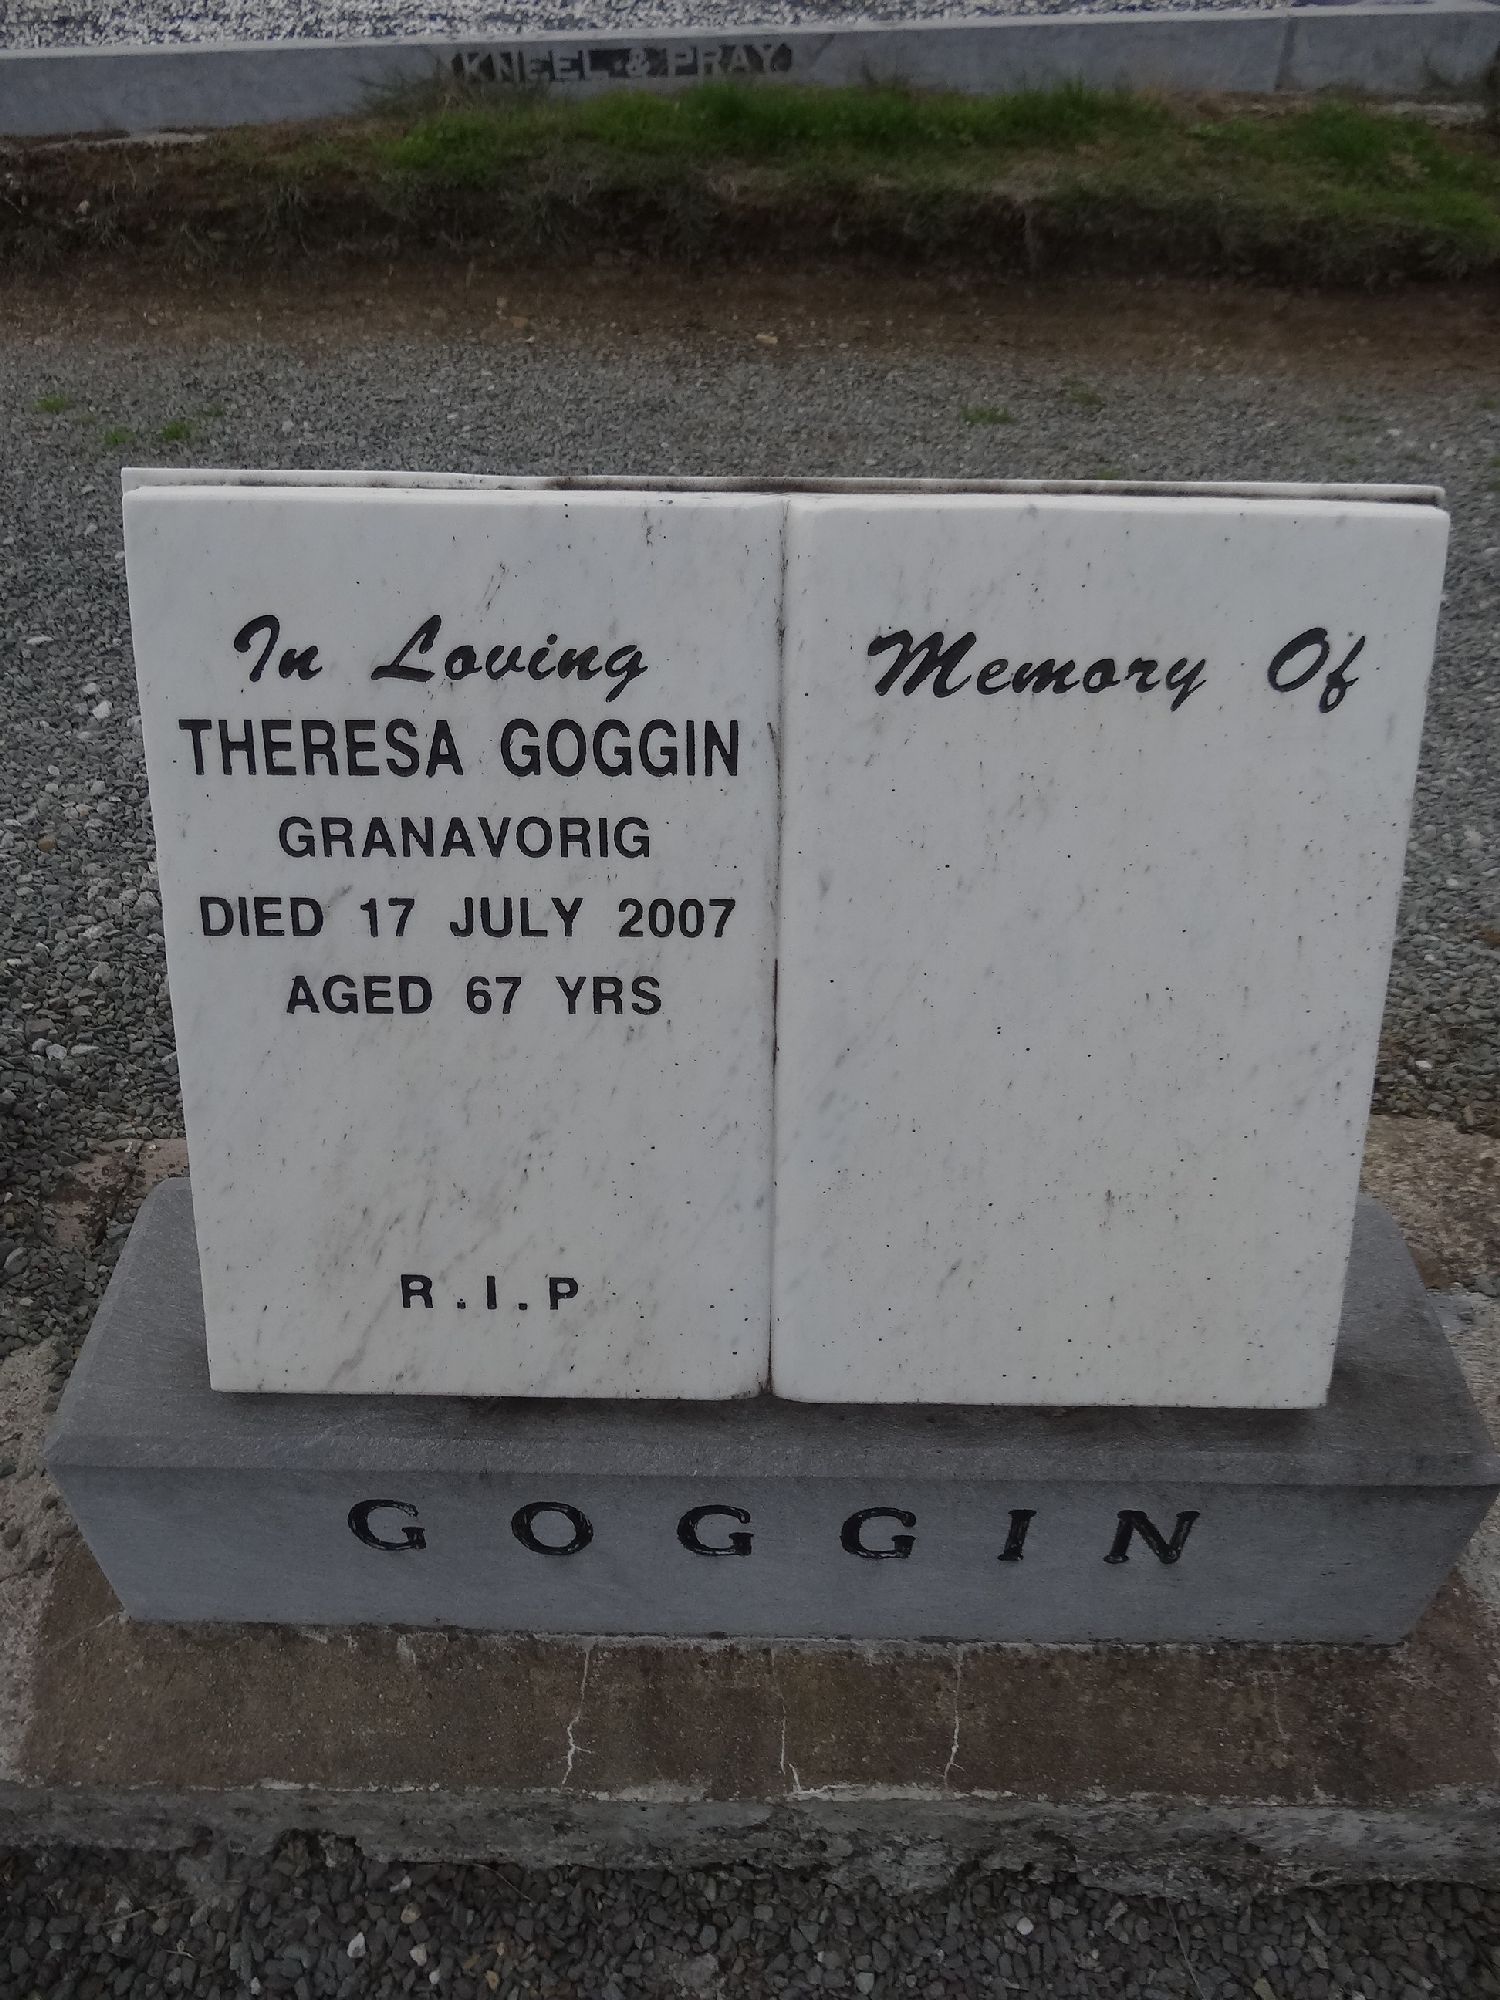 KNEEL & PRAY
In Loving Memory Of
THERESA GOGGIN
GRANAVORIG
DIED 17 JULY 2007
AGED 67 YRS
R.I.P
GOGGIN